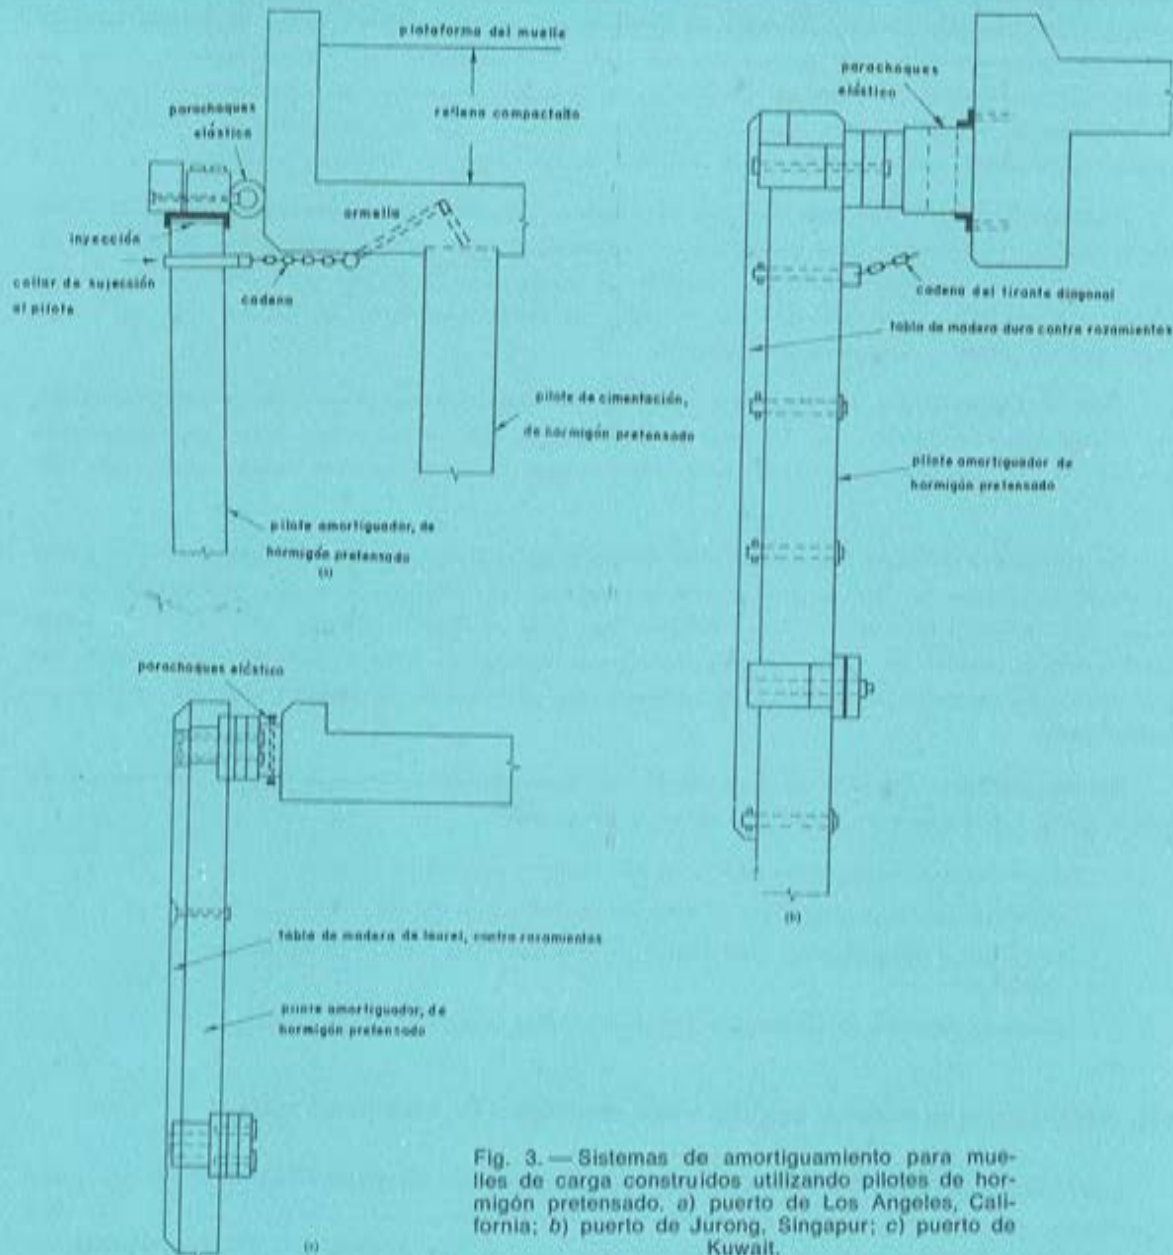 plataforma del muelle
parachoques
elástico
relleno compactado
armella
inyección
collar de sujeción
al pilote
cadena
pilote de cimentación,
de hormigón pretensado
pilote amortiguador, de
hormigón pretensado
(a)
parachoques
elástico
cadena del tirante diagonal
tabla de madera dura contra rozamientos
pilote amortiguador de
hormigón pretensado
(b)
parachoques elástico
tabla de madera de laurel, contra rozamientos
pilote amortiguador, de
hormigón pretensado
(c)
Fig. 3. — Sistemas de amortiguamiento para mue-
lles de carga construidos utilizando pilotes de hor-
migón pretensado. a) puerto de Los Angeles, Cali-
fornia; b) puerto de Jurong, Singapur; c) puerto de
Kuwait.